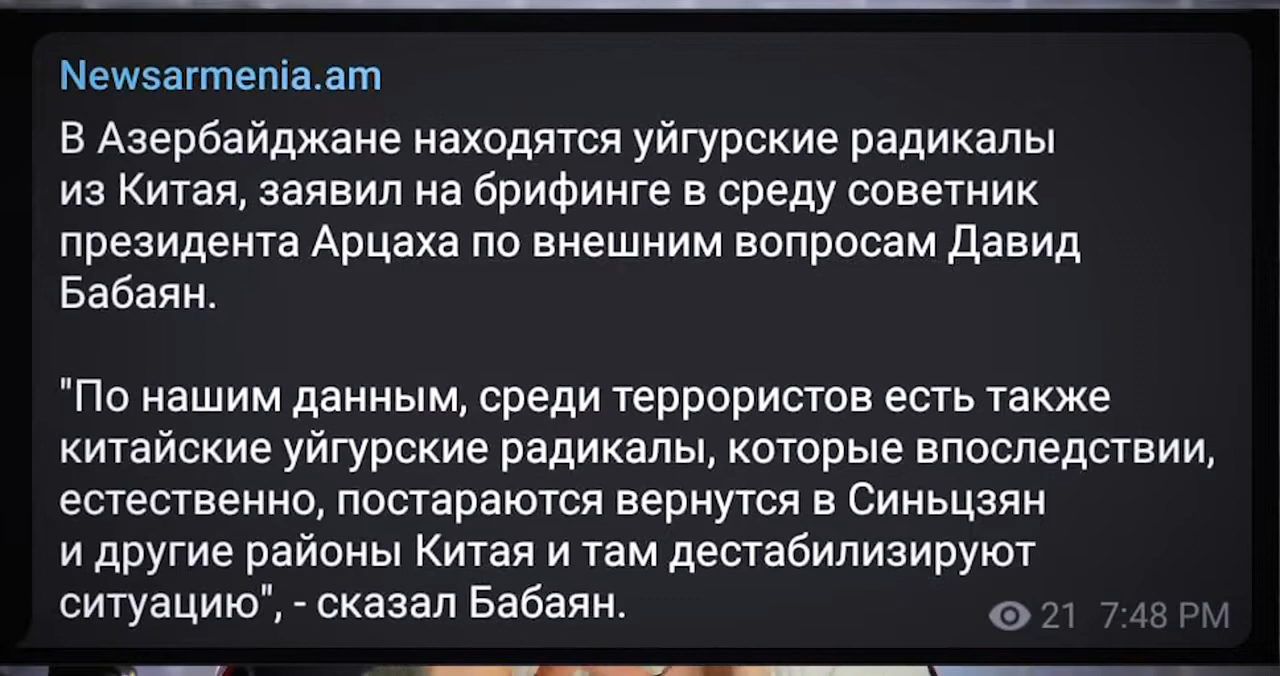 Newsarmenia.am
В Азербайджане находятся уйгурские радикалы
из Китая, заявил на брифинге в среду советник
президента Арцаха по внешним вопросам Давид
Бабаян.
"По нашим данным, среди террористов есть также
китайские уйгурские радикалы, которые впоследствии,
естественно, постараются вернутся в Синьцзян
и другие районы Китая и там дестабилизируют
ситуацию", - сказал Бабаян.
21 7:48 PM